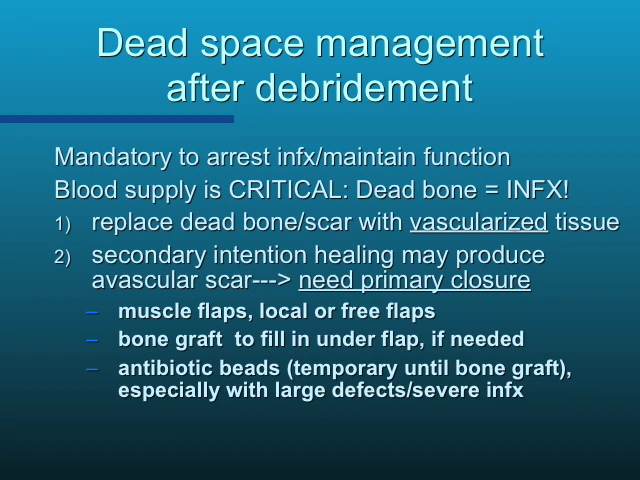 Dead space management
after debridement
Mandatory to arrest infx/maintain function
Blood supply is CRITICAL: Dead bone = INFX!
1) replace dead bone/scar with vascularized tissue
2) secondary intention healing may produce
avascular scar---> need primary closure
– muscle flaps, local or free flaps
– bone graft  to fill in under flap, if needed
– antibiotic beads (temporary until bone graft),
especially with large defects/severe infx